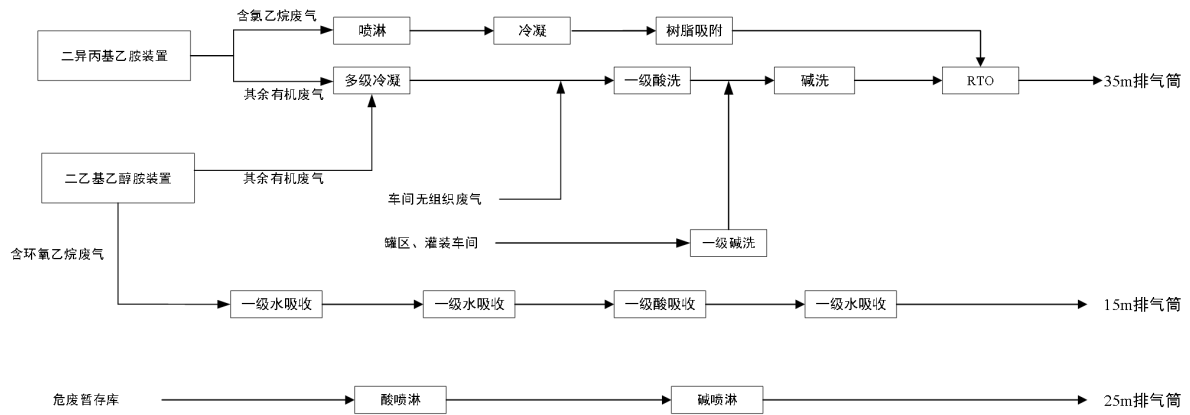 含氯乙烷废气
二异丙基乙胺装置
喷淋
冷凝
树脂吸附
其余有机废气
多级冷凝
一级酸洗
碱洗
RTO
35m排气筒
二乙基乙醇胺装置
其余有机废气
车间无组织废气
罐区、灌装车间
一级碱洗
含环氧乙烷废气
一级水吸收
一级水吸收
一级酸吸收
一级水吸收
15m排气筒
危废暂存库
酸喷淋
碱喷淋
25m排气筒